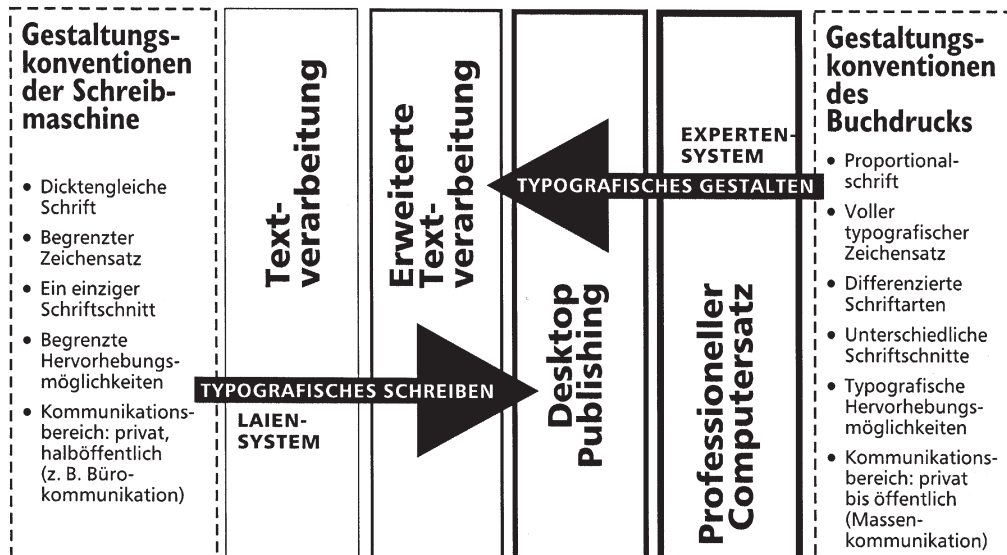 Gestaltungs-
konventionen
der Schreib-
maschine
• Dicktengleiche
Schrift
• Begrenzter
Zeichensatz
• Ein einziger
Schriftschnitt
• Begrenzte
Hervorhebungs-
möglichkeiten
• Kommunikations-
bereich: privat,
halböffentlich
(z. B. Büro-
kommunikation)
Text-
verarbeitung
Erweiterte
Text-
verarbeitung
Desktop
Publishing
Professioneller
Computersatz
EXPERTEN-
SYSTEM
TYPOGRAFISCHES GESTALTEN
TYPOGRAFISCHES SCHREIBEN
LAIEN-
SYSTEM
Gestaltungs-
konventionen
des
Buchdrucks
• Proportional-
schrift
• Voller
typografischer
Zeichensatz
• Differenzierte
Schriftarten
• Unterschiedliche
Schriftschnitte
• Typografische
Hervorhebungs-
möglichkeiten
• Kommunikations-
bereich: privat
bis öffentlich
(Massen-
kommunikation)